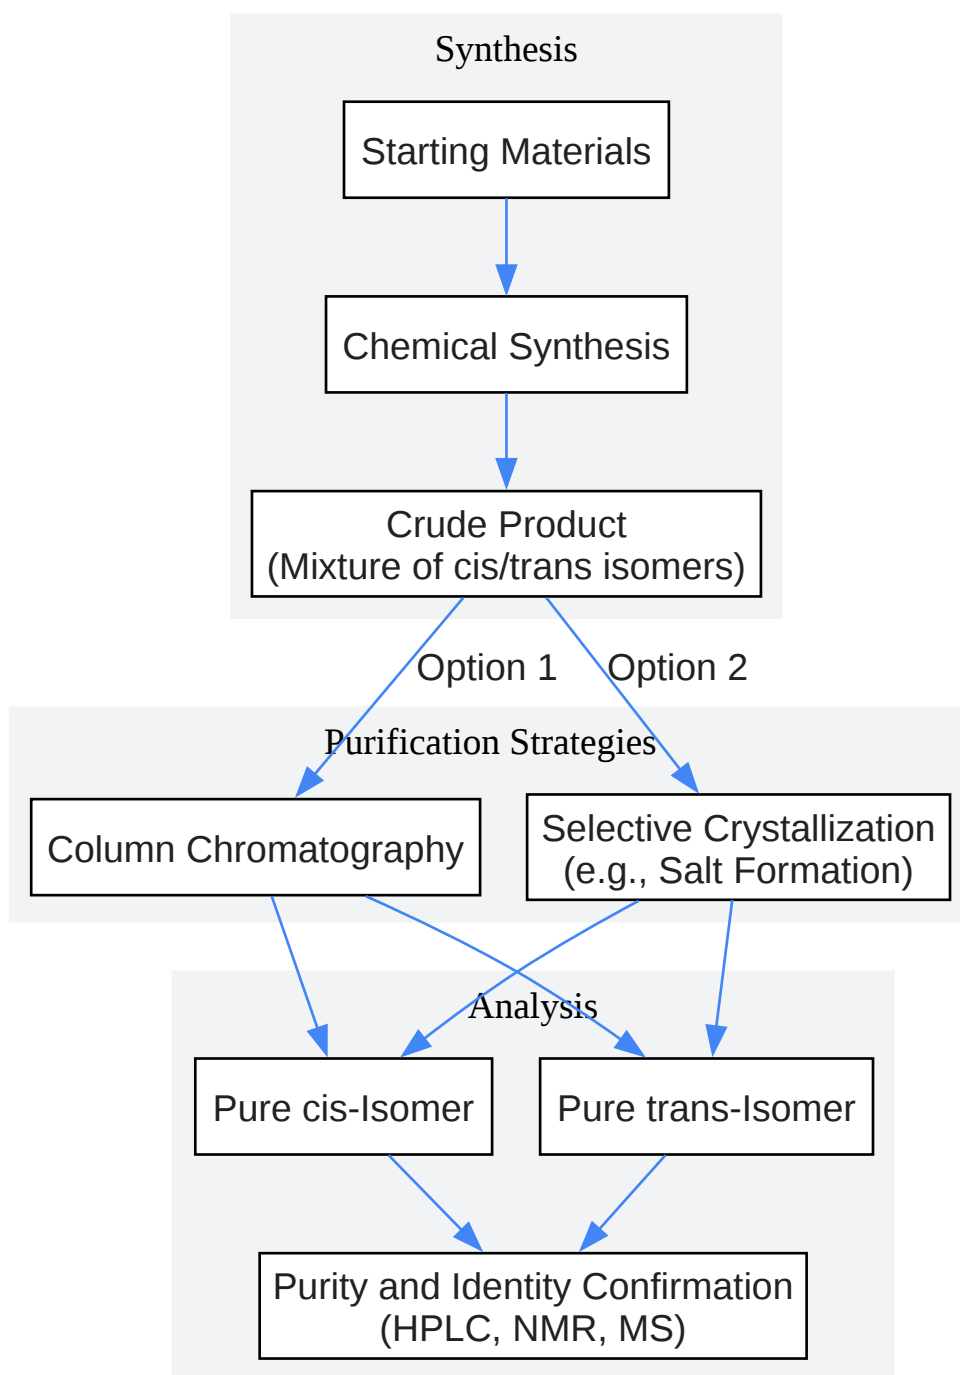 Synthesis
Starting Materials
Chemical Synthesis
Crude Product
(Mixture of cis/trans isomers)
Option 1
Option 2
Purification Strategies
Column Chromatography
Selective Crystallization
(e.g., Salt Formation)
Analysis
Pure cis-Isomer
Pure trans-Isomer
Purity and Identity Confirmation
(HPLC, NMR, MS)